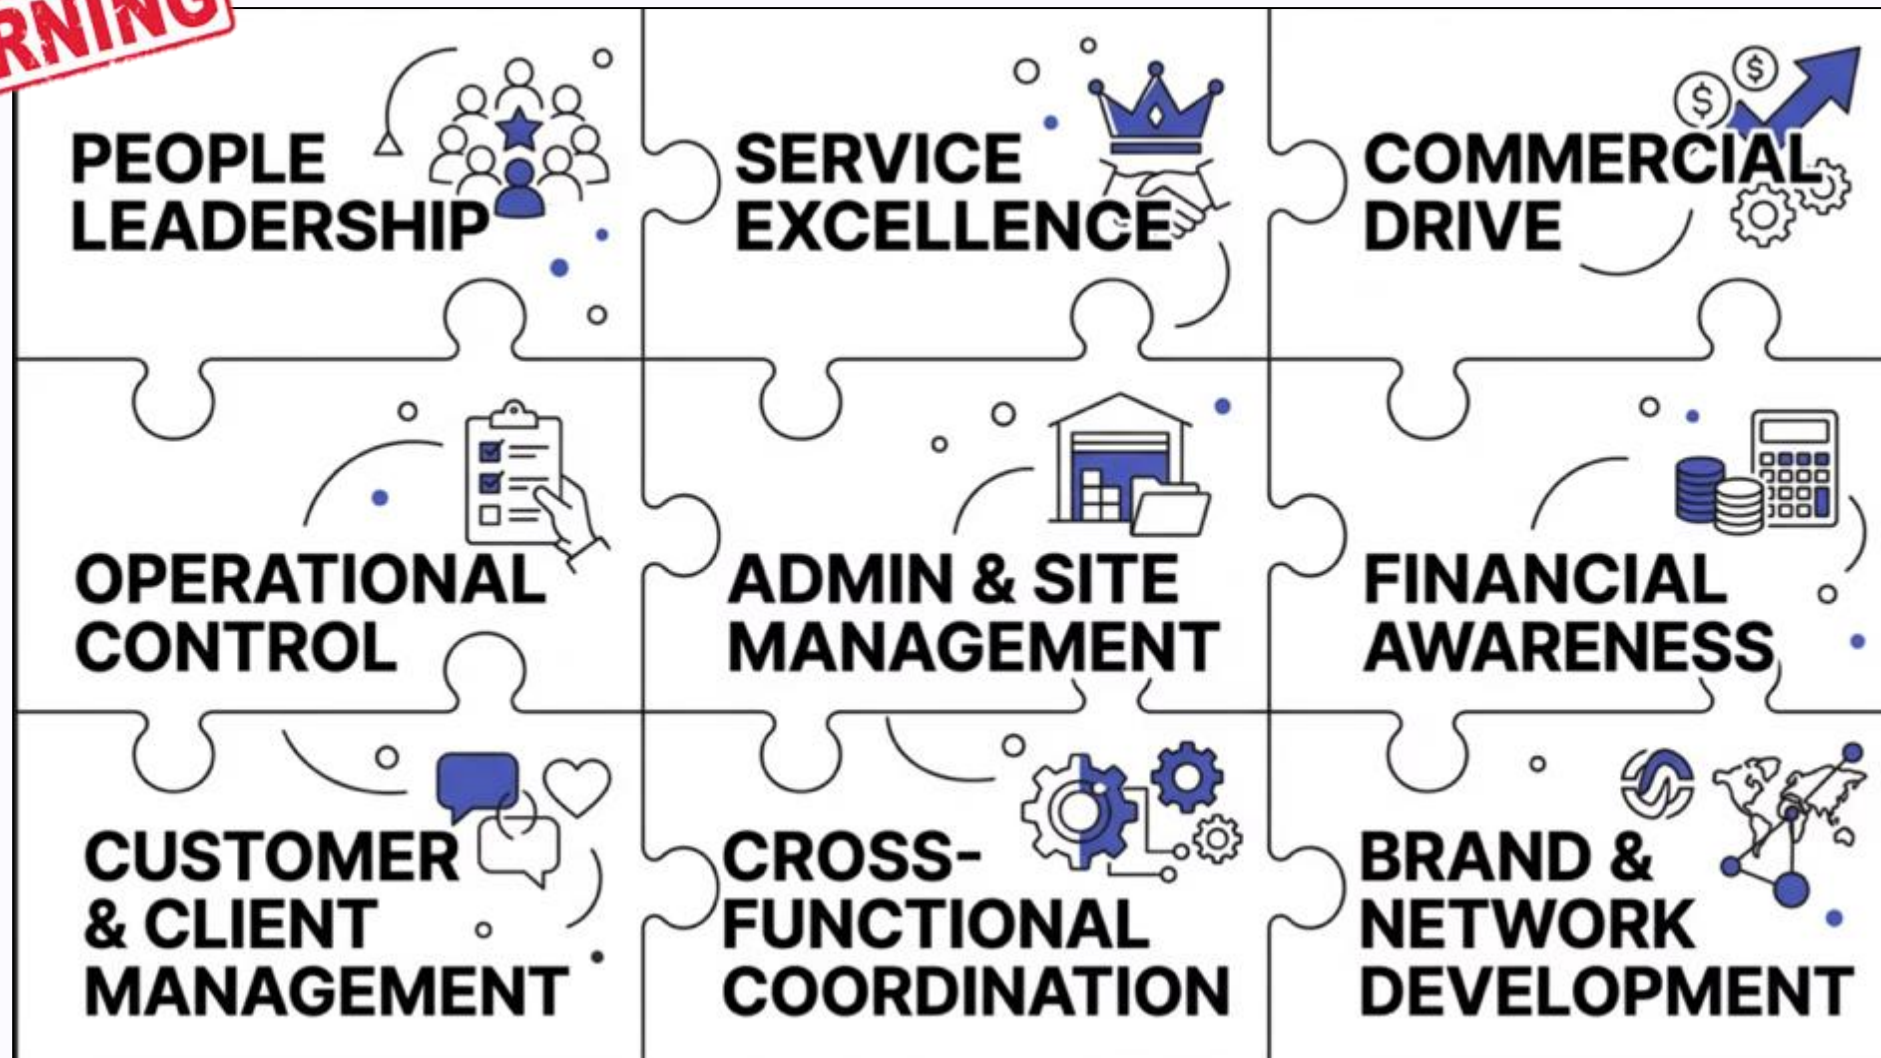 RNING
PEOPLE
LEADERSHIP
SERVICE
EXCELLENCE
$
$
COMMERCIAL
DRIVE
OPERATIONAL
CONTROL
ADMIN & SITE
MANAGEMENT
FINANCIAL
AWARENESS
CUSTOMER
& CLIENT
MANAGEMENT
CROSS-
FUNCTIONAL
COORDINATION
BRAND &
NETWORK
DEVELOPMENT